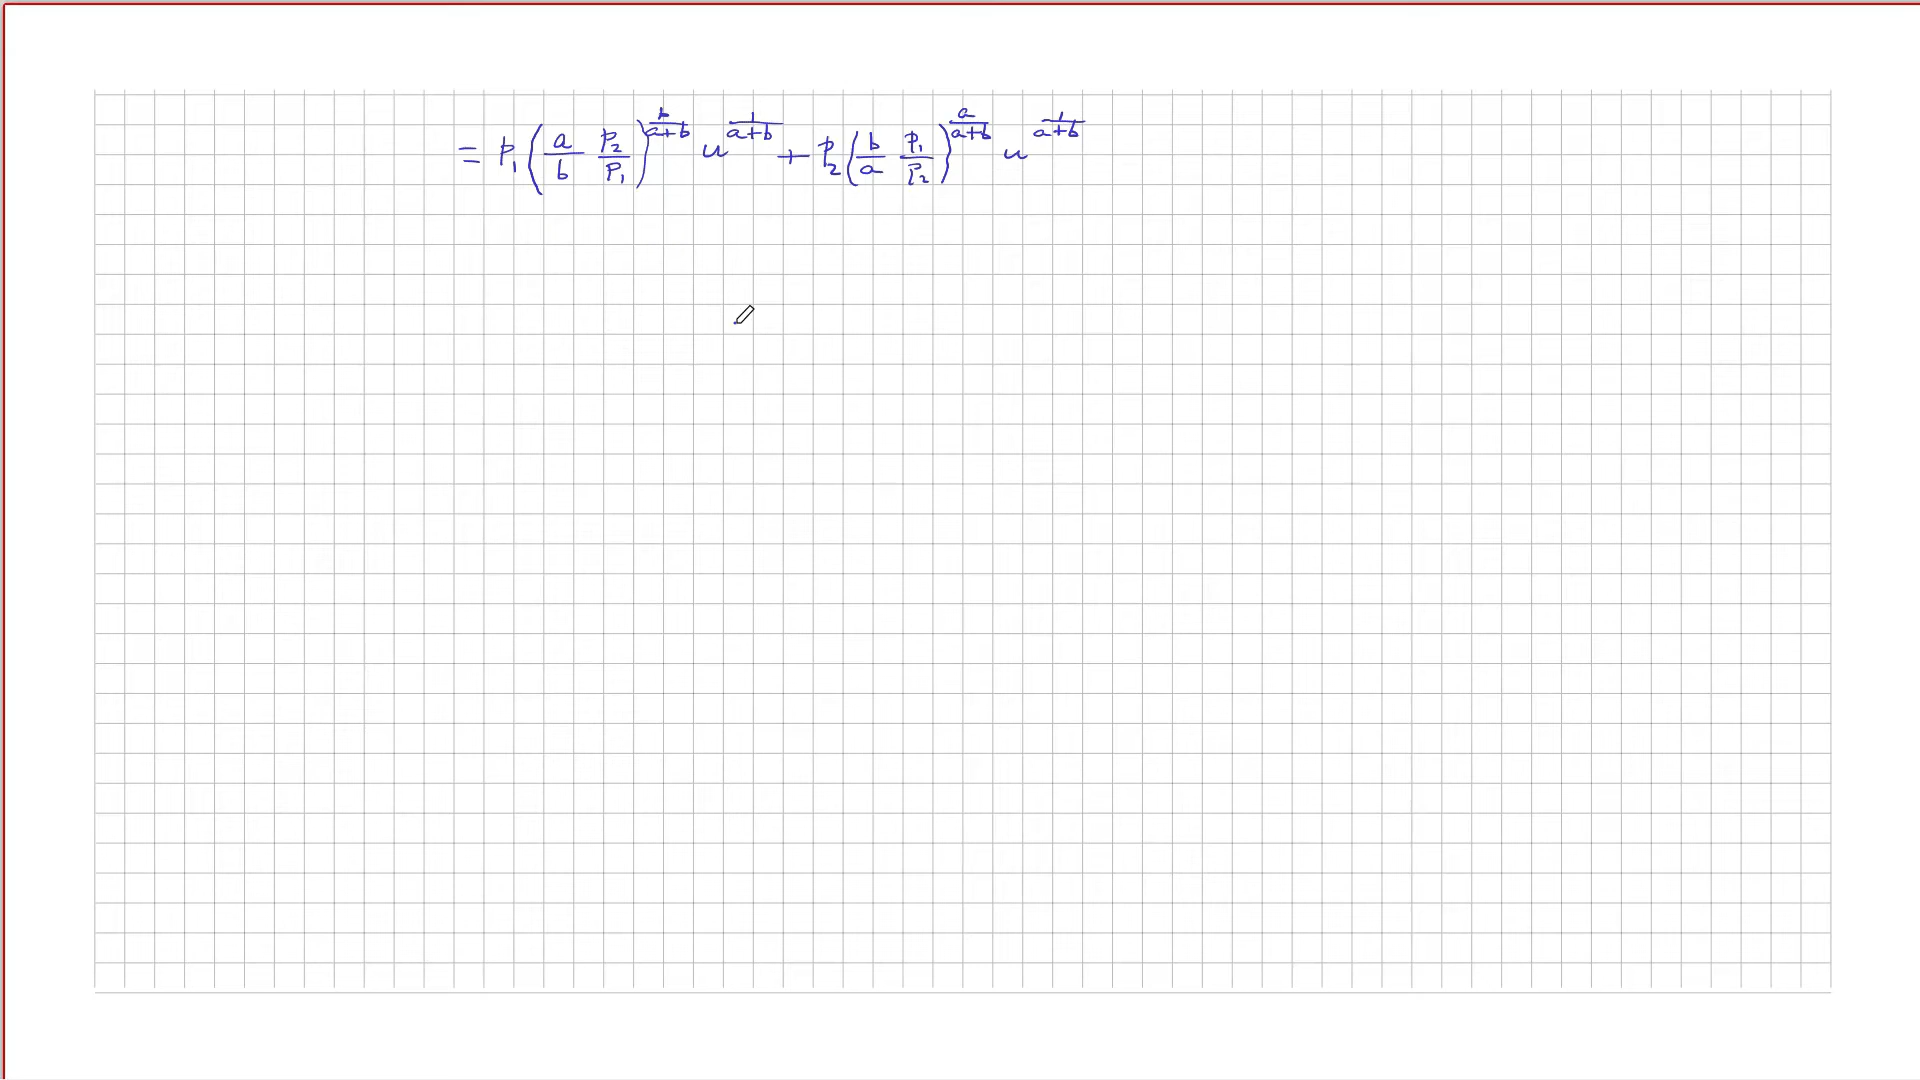 = p₁ (a/b p₂/p₁)^(b/(a+b)) u^(1/(a+b)) + p₂ (b/a p₁/p₂)^(a/(a+b)) u^(1/(a+b))